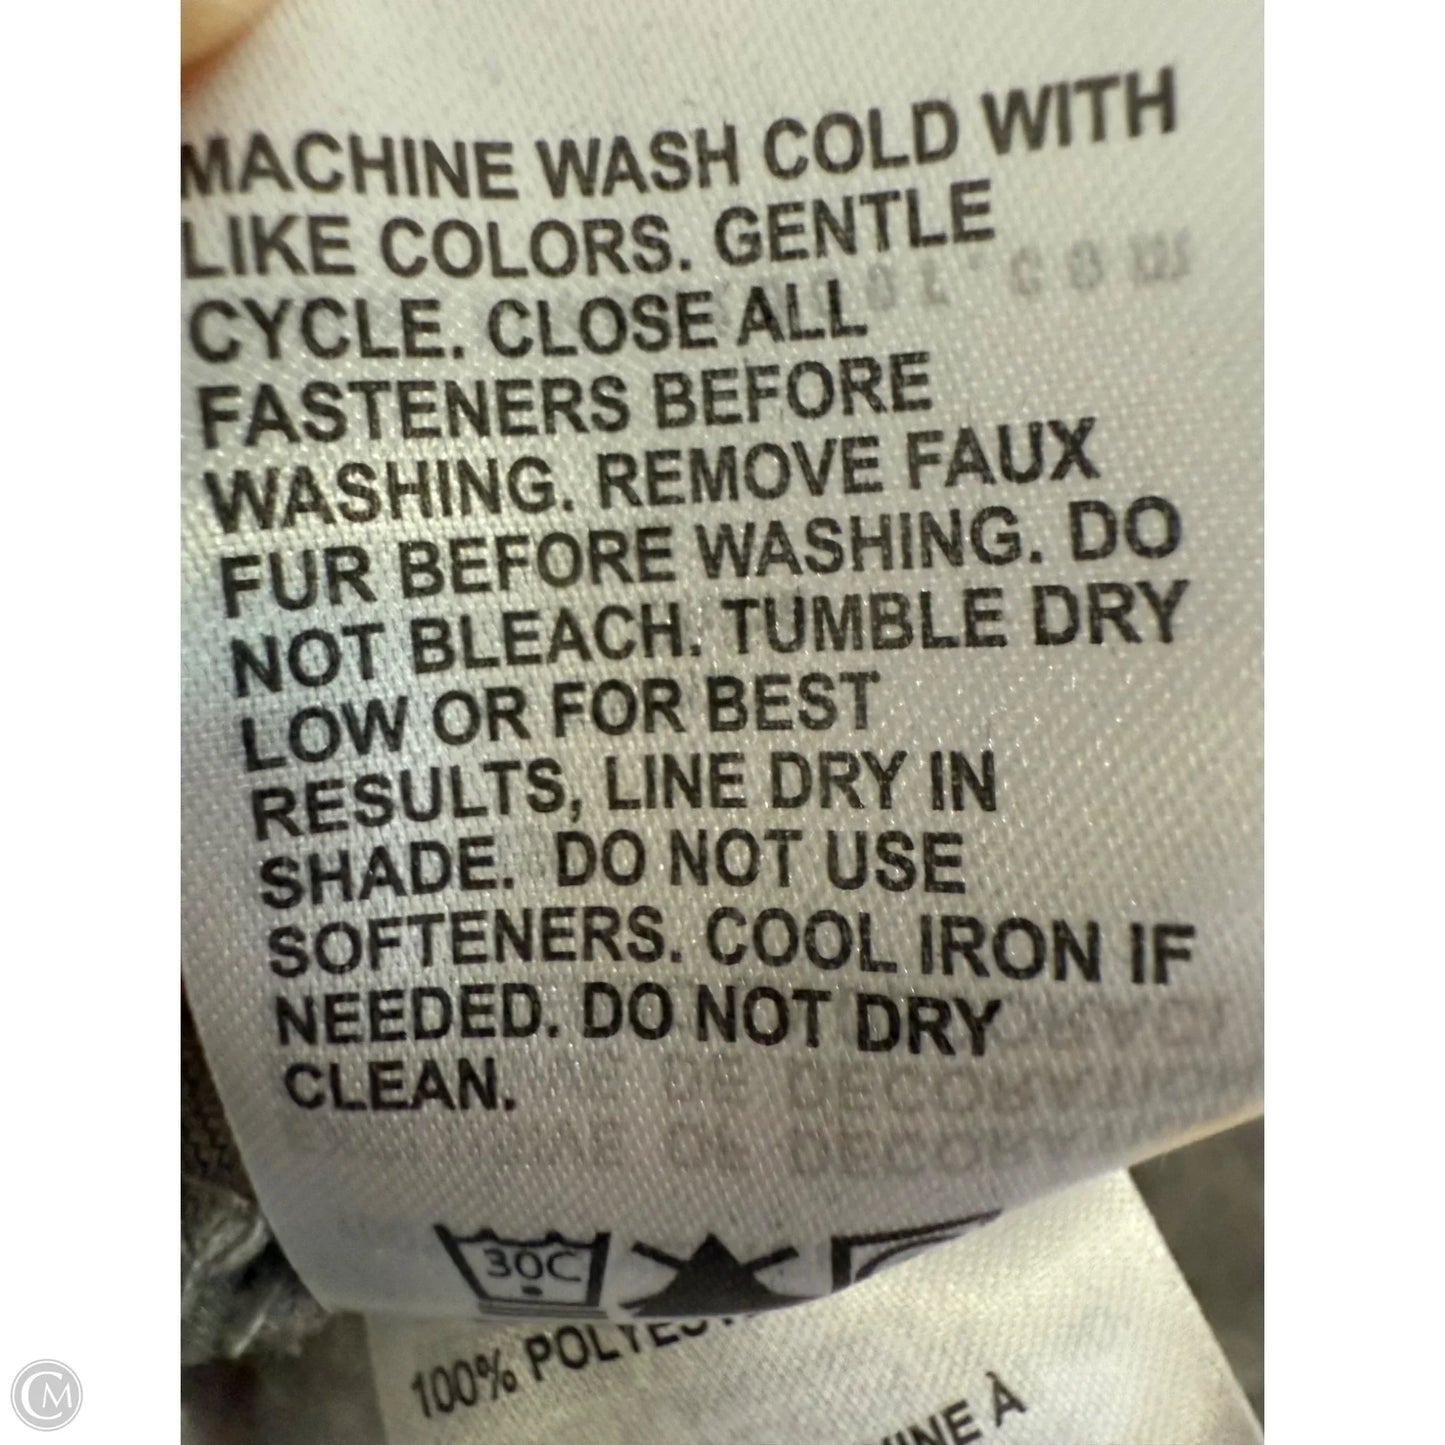 MACHINE WASH COLD WITH
LIKE COLORS. GENTLE
CYCLE. CLOSE ALL
FASTENERS BEFORE
WASHING. REMOVE FAUX
FUR BEFORE WASHING. DO
NOT BLEACH. TUMBLE DRY
LOW OR FOR BEST
RESULTS, LINE DRY IN
SHADE. DO NOT USE
SOFTENERS. COOL IRON IF
NEEDED. DO NOT DRY
CLEAN.
30C
100%
À
CM